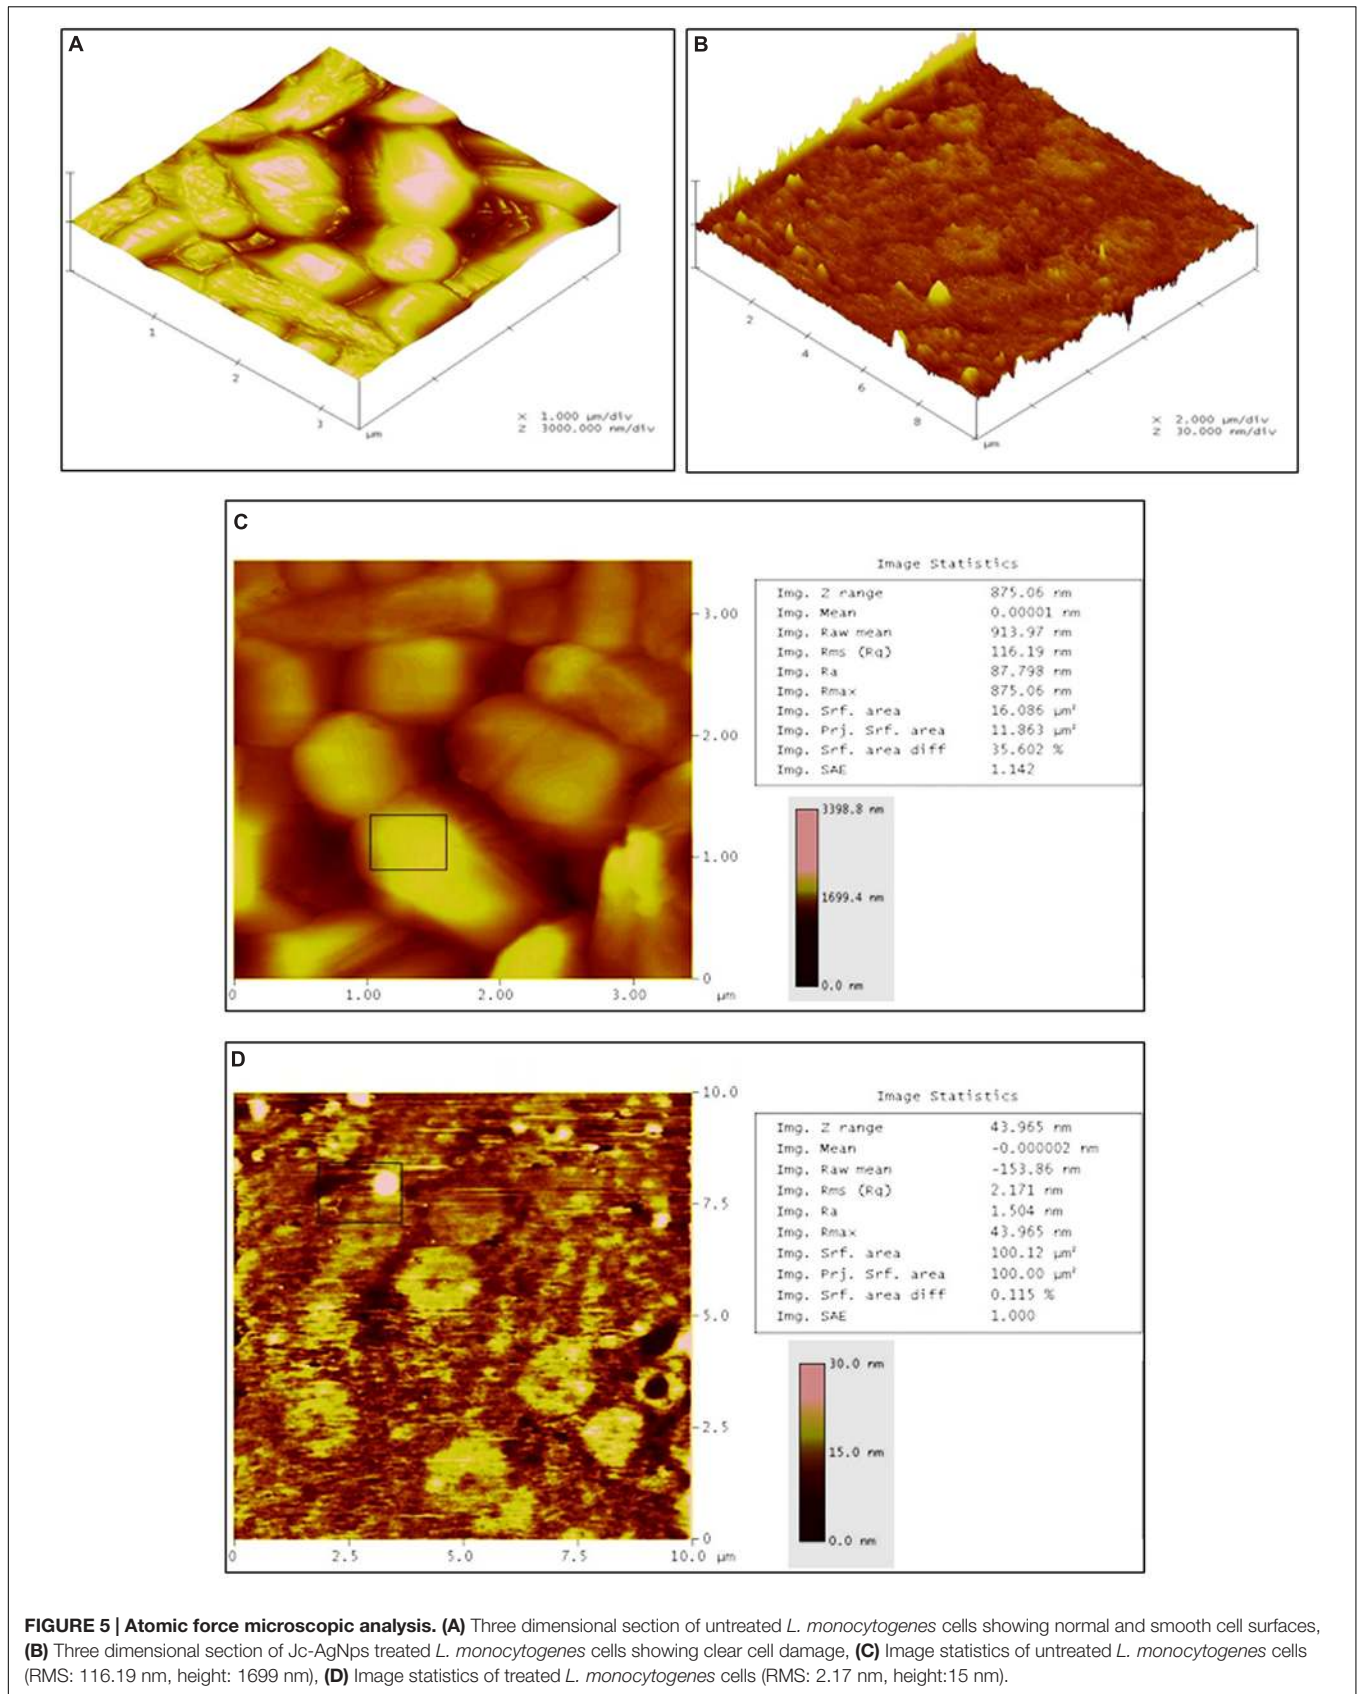 A
1
2
3
µm
X 1.000 µm/div
Z 3000.000 nm/div
B
2
4
6
8
µm
X 2.000 µm/div
Z 30.000 nm/div
C
Image Statistics
Img. Z range 875.06 nm
Img. Mean 0.00001 nm
Img. Raw mean 913.97 nm
Img. Rms (Rq) 116.19 nm
Img. Ra 87.798 nm
Img. Rmax 875.06 nm
Img. Srf. area 16.086 µm²
Img. Prj. Srf. area 11.863 µm²
Img. Srf. area diff 35.602 %
Img. SAE 1.142
3.00
2.00
1.00
0
0 1.00 2.00 3.00 µm
3398.8 nm
1699.4 nm
0.0 nm
D
Image Statistics
Img. Z range 43.965 nm
Img. Mean -0.000002 nm
Img. Raw mean -153.86 nm
Img. Rms (Rq) 2.171 nm
Img. Ra 1.504 nm
Img. Rmax 43.965 nm
Img. Srf. area 100.12 µm²
Img. Prj. Srf. area 100.00 µm²
Img. Srf. area diff 0.115 %
Img. SAE 1.000
10.0
7.5
5.0
2.5
0
0 2.5 5.0 7.5 10.0 µm
30.0 nm
15.0 nm
0.0 nm
FIGURE 5 | Atomic force microscopic analysis. (A) Three dimensional section of untreated L. monocytogenes cells showing normal and smooth cell surfaces,
(B) Three dimensional section of Jc-AgNps treated L. monocytogenes cells showing clear cell damage, (C) Image statistics of untreated L. monocytogenes cells
(RMS: 116.19 nm, height: 1699 nm), (D) Image statistics of treated L. monocytogenes cells (RMS: 2.17 nm, height:15 nm).